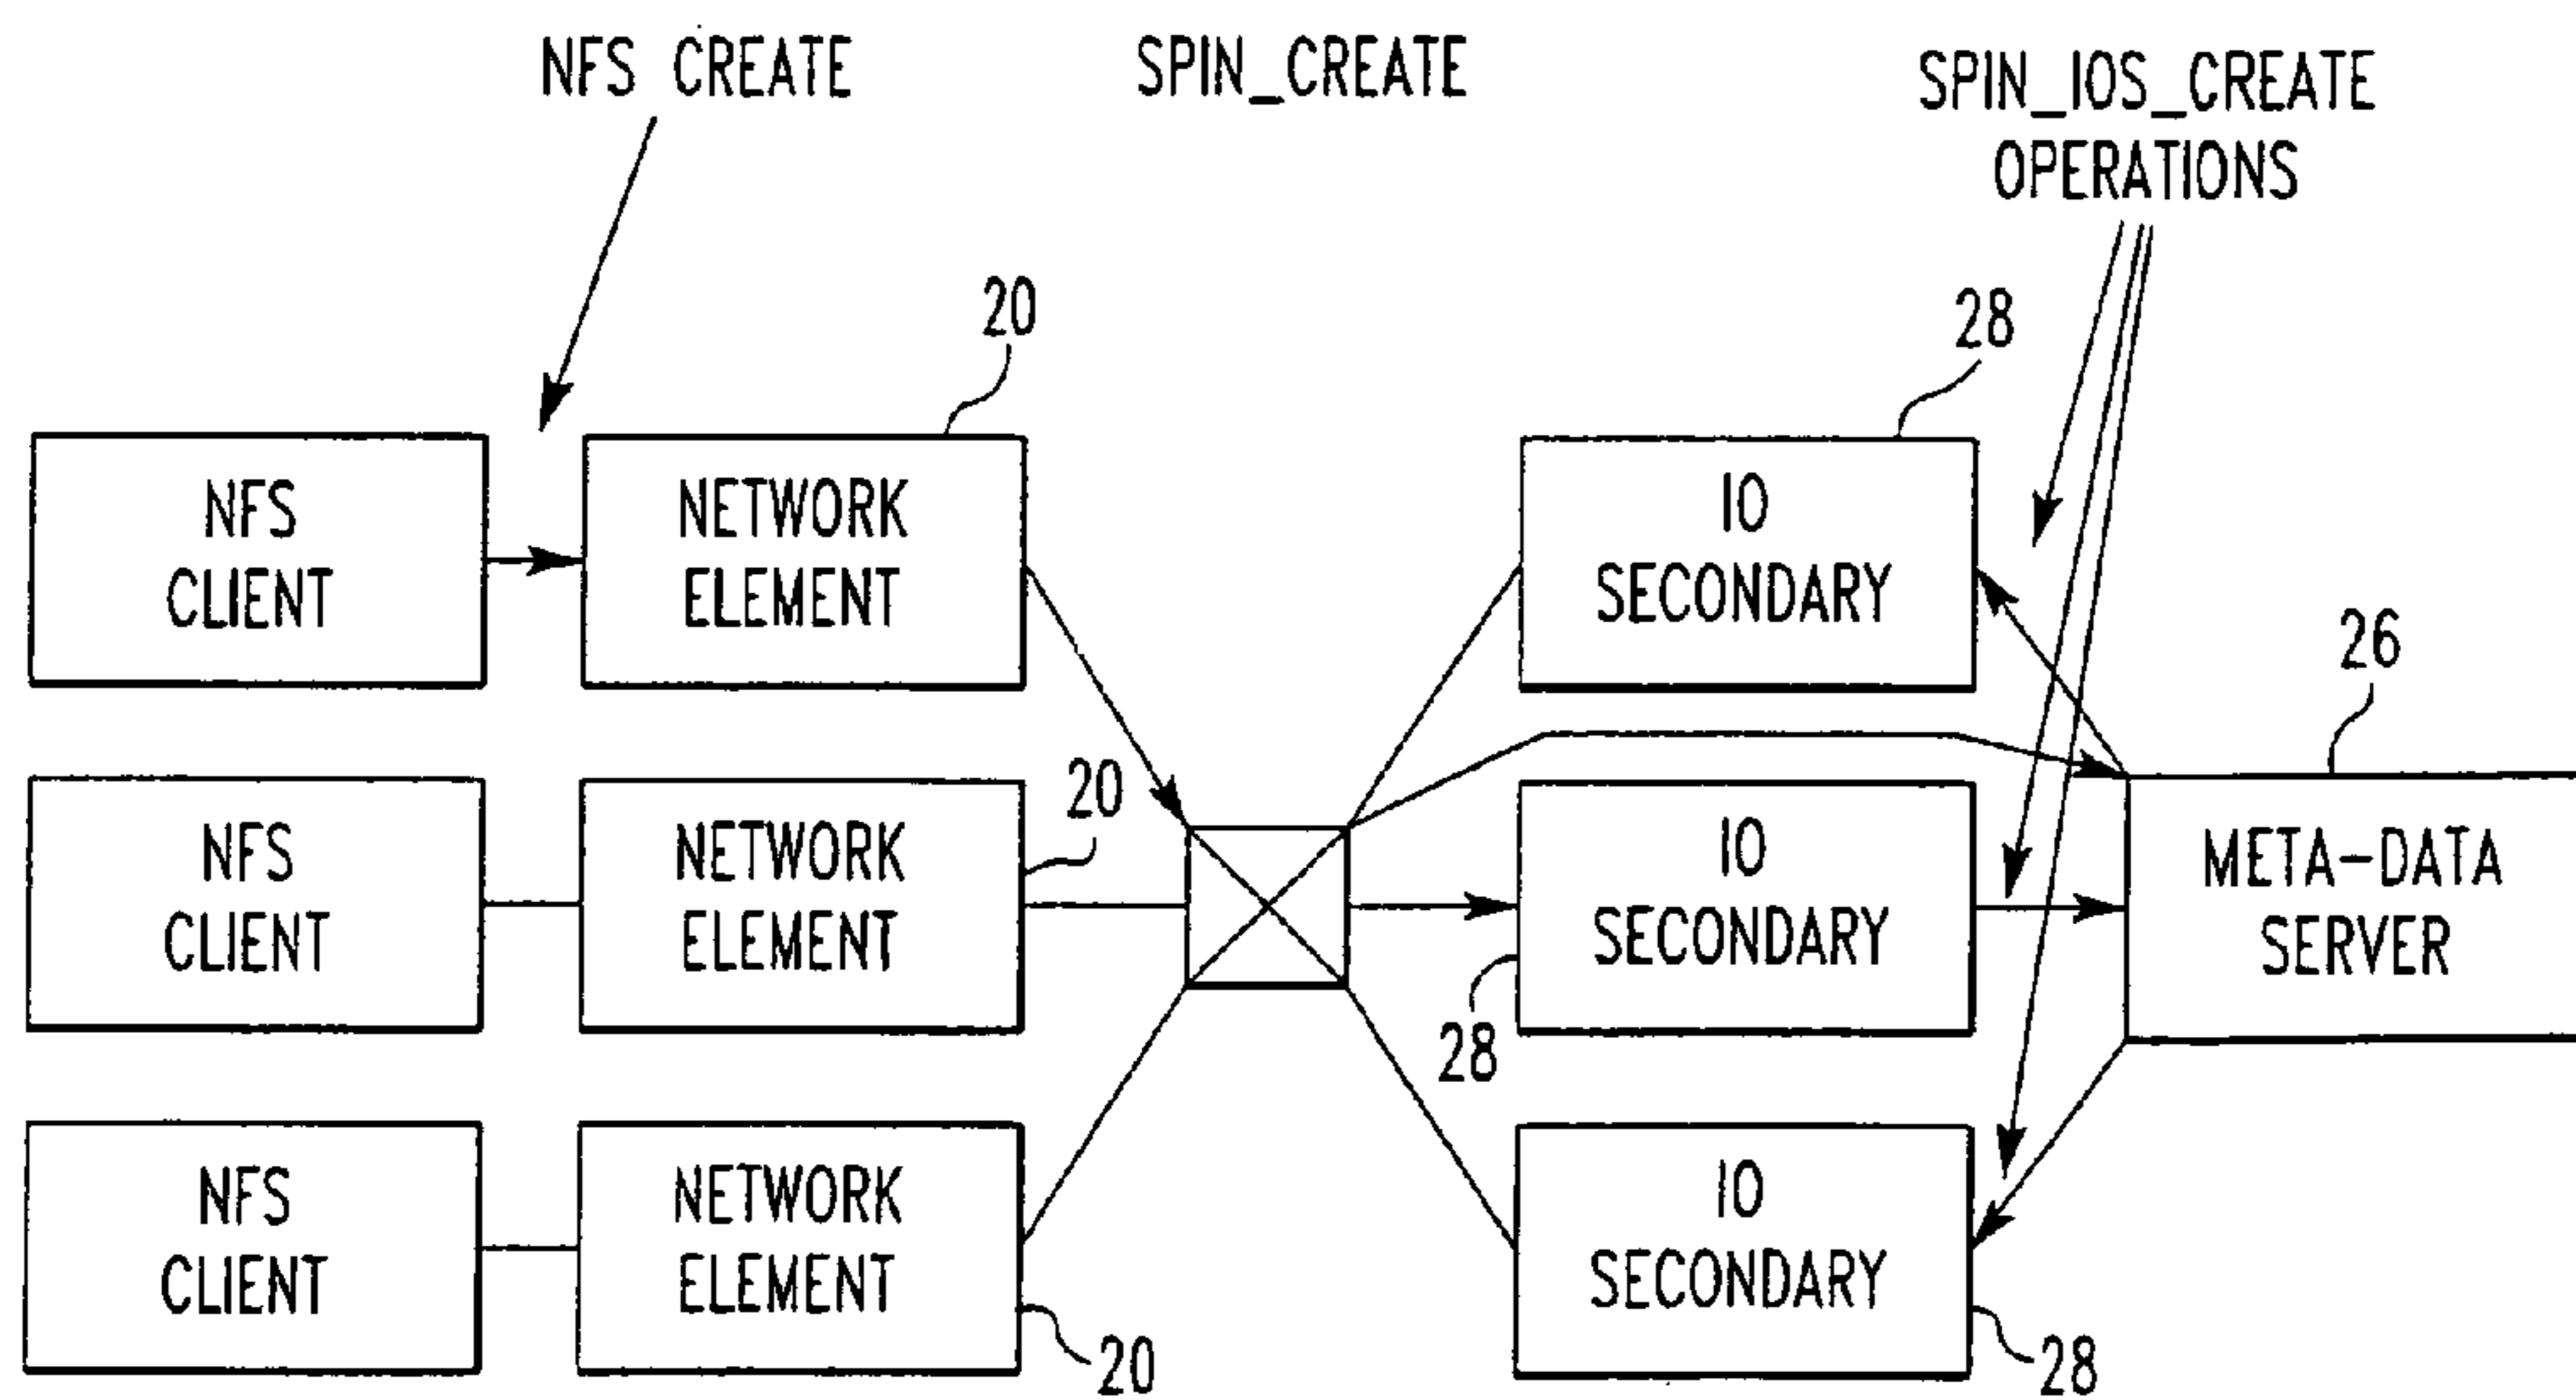 NFS CREATE
SPIN_CREATE
SPIN_IOS_CREATE
OPERATIONS
20
28
NFS
CLIENT
NETWORK
ELEMENT
IO
SECONDARY
26
20
NFS
CLIENT
NETWORK
ELEMENT
IO
SECONDARY
META-DATA
SERVER
28
NFS
CLIENT
NETWORK
ELEMENT
IO
SECONDARY
20
28